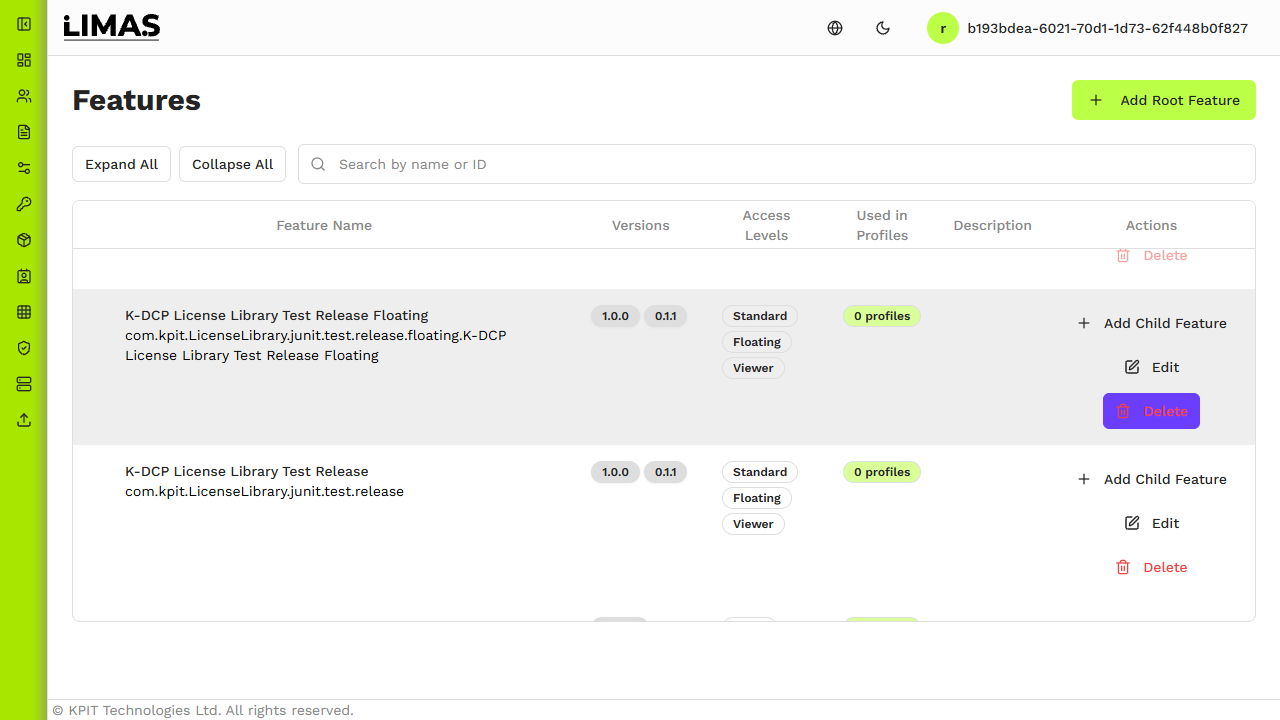 LIMAS
r b193bdea-6021-70d1-1d73-62f448b0f827
Features
Add Root Feature
Expand All Collapse All Search by name or ID
Feature Name Versions Access Levels Used in Profiles Description Actions
Delete
K-DCP License Library Test Release Floating
com.kpit.LicenseLibrary.junit.test.release.floating.K-DCP
License Library Test Release Floating
1.0.0 0.1.1
Standard
Floating
Viewer
0 profiles
Add Child Feature
Edit
Delete
K-DCP License Library Test Release
com.kpit.LicenseLibrary.junit.test.release
1.0.0 0.1.1
Standard
Floating
Viewer
0 profiles
Add Child Feature
Edit
Delete
© KPIT Technologies Ltd. All rights reserved.